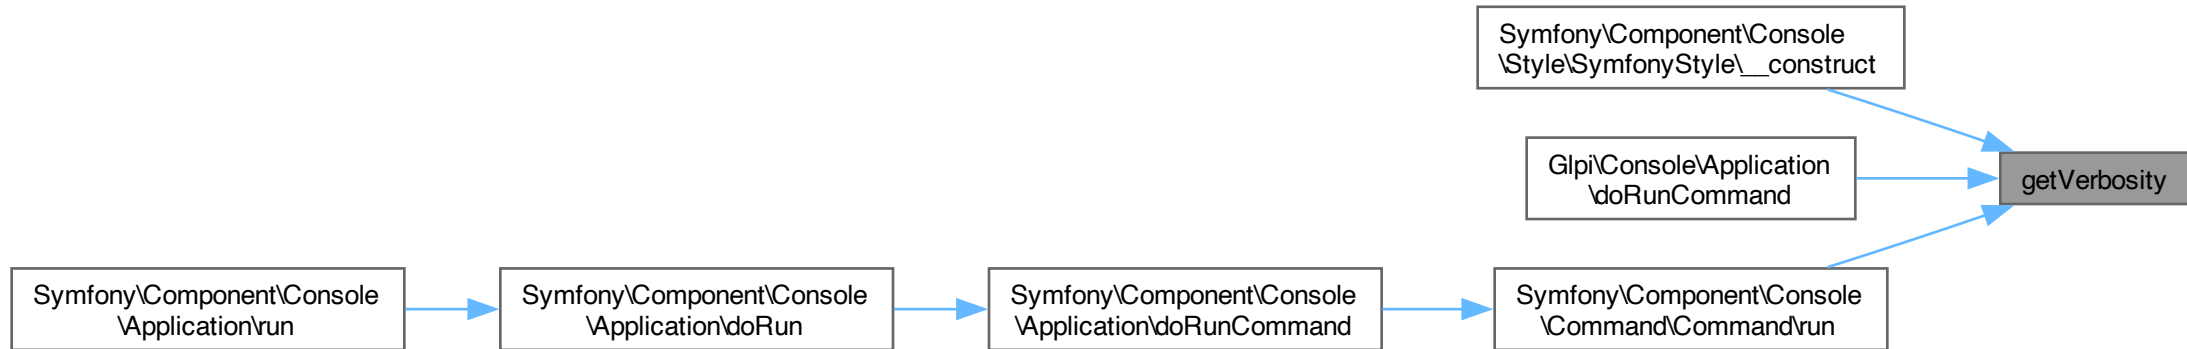 Symfony\Component\Console
\Style\SymfonyStyle\__construct
Glpi\Console\Application
\doRunCommand
getVerbosity
Symfony\Component\Console
\Application\run
Symfony\Component\Console
\Application\doRun
Symfony\Component\Console
\Application\doRunCommand
Symfony\Component\Console
\Command\Command\run